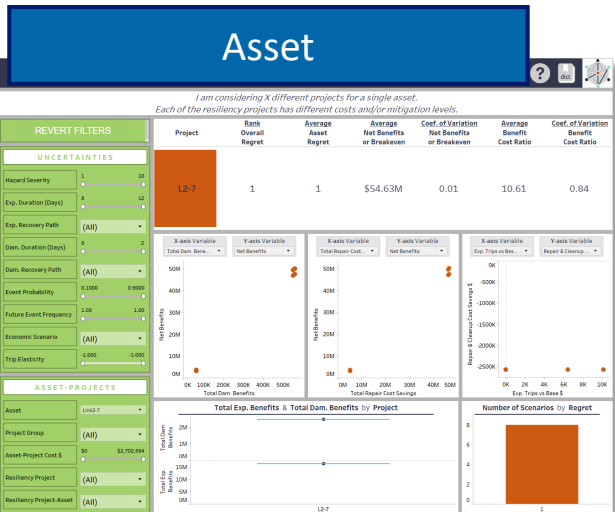 Asset
?
dict
I am considering X different projects for a single asset.
Each of the resiliency projects has different costs and/or mitigation levels.
REVERT FILTERS
UNCERTAINTIES
Hazard Severity 1 10
Exp. Duration (Days) 8 12
Exp. Recovery Path (All)
Dam. Duration (Days) 0 2
Dam. Recovery Path (All)
Event Probability 0.1000 0.9000
Future Event Frequency 1.00 1.00
Economic Scenario (All)
Trip Elasticity -1.000 -1.000
ASSET-PROJECTS
Asset Link2-7
Project Group (All)
Asset-Project Cost $ $0 $2,702,694
Resiliency Project (All)
Resiliency Project-Asset (All)
Rank Average Average Coef. of Variation Average Coef. of Variation
Project Overall Asset Net Benefits Net Benefits Benefit Benefit
Regret Regret or Breakeven or Breakeven Cost Ratio Cost Ratio
L2-7 1 1 $54.63M 0.01 10.61 0.84
X-axis Variable Y-axis Variable
Total Dam. Bene... Net Benefits
50M
40M
30M
20M
10M
Net Benefits
0K 100K 200K 300K 400K 500K
Total Dam. Benefits
X-axis Variable Y-axis Variable
Total Repair Cost... Net Benefits
50M
40M
30M
20M
10M
Net Benefits
0M 10M 20M 30M 40M 50M
Total Repair Cost Savings
X-axis Variable Y-axis Variable
Exp. Trips vs Bas... Repair & Cleanup ...
0K
-500K
-1000K
-1500K
-2000K
-2500K
Repair & Cleanup Cost Savings $
0K 2K 4K 6K 8K 10K
Exp. Trips vs Base $
Total Exp. Benefits & Total Dam. Benefits by Project
Total Dam. Benefits
2M
1M
0M
Total Exp. Benefits
15M
10M
5M
0M
L2-7
Number of Scenarios by Regret
8
6
4
2
0
1